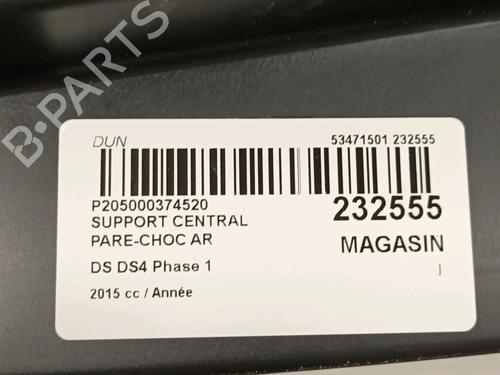 B-PARTS
DUN 53471501 232555
P205000374520
SUPPORT CENTRAL 232555
PARE-CHOC AR MAGASIN
DS DS4 Phase 1
2015 cc / Année